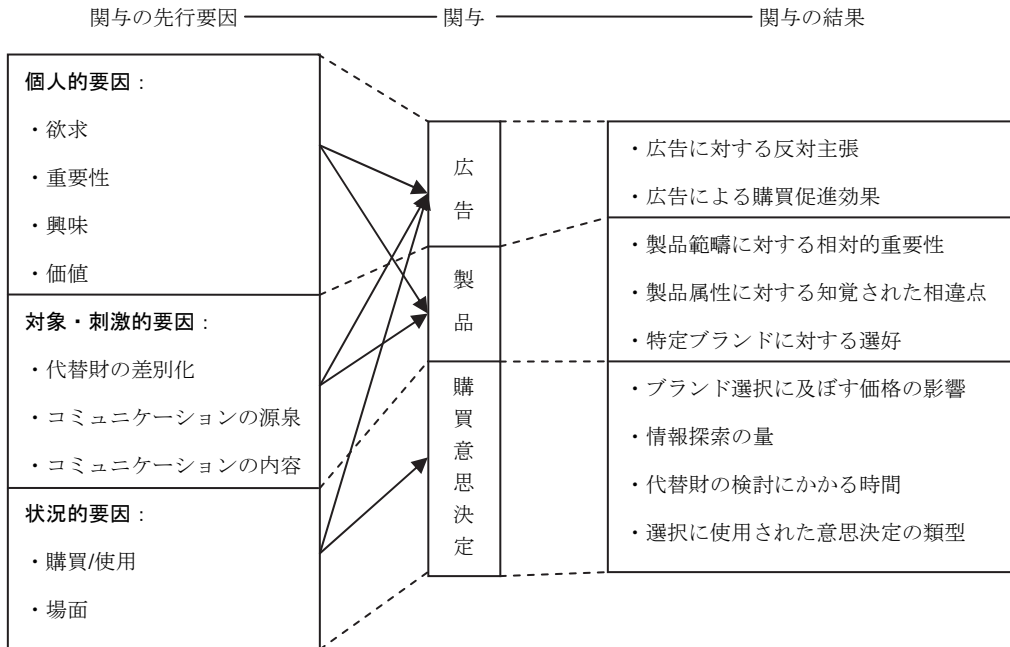 関与の先行要因 関与 関与の結果
個人的要因：
・欲求
・重要性
・興味
・価値
対象・刺激的要因：
・代替財の差別化
・コミュニケーションの源泉
・コミュニケーションの内容
状況的要因：
・購買/使用
・場面
広告
製品
購買意思決定
・広告に対する反対主張
・広告による購買促進効果
・製品範疇に対する相対的重要性
・製品属性に対する知覚された相違点
・特定ブランドに対する選好
・ブランド選択に及ぼす価格の影響
・情報探索の量
・代替財の検討にかかる時間
・選択に使用された意思決定の類型